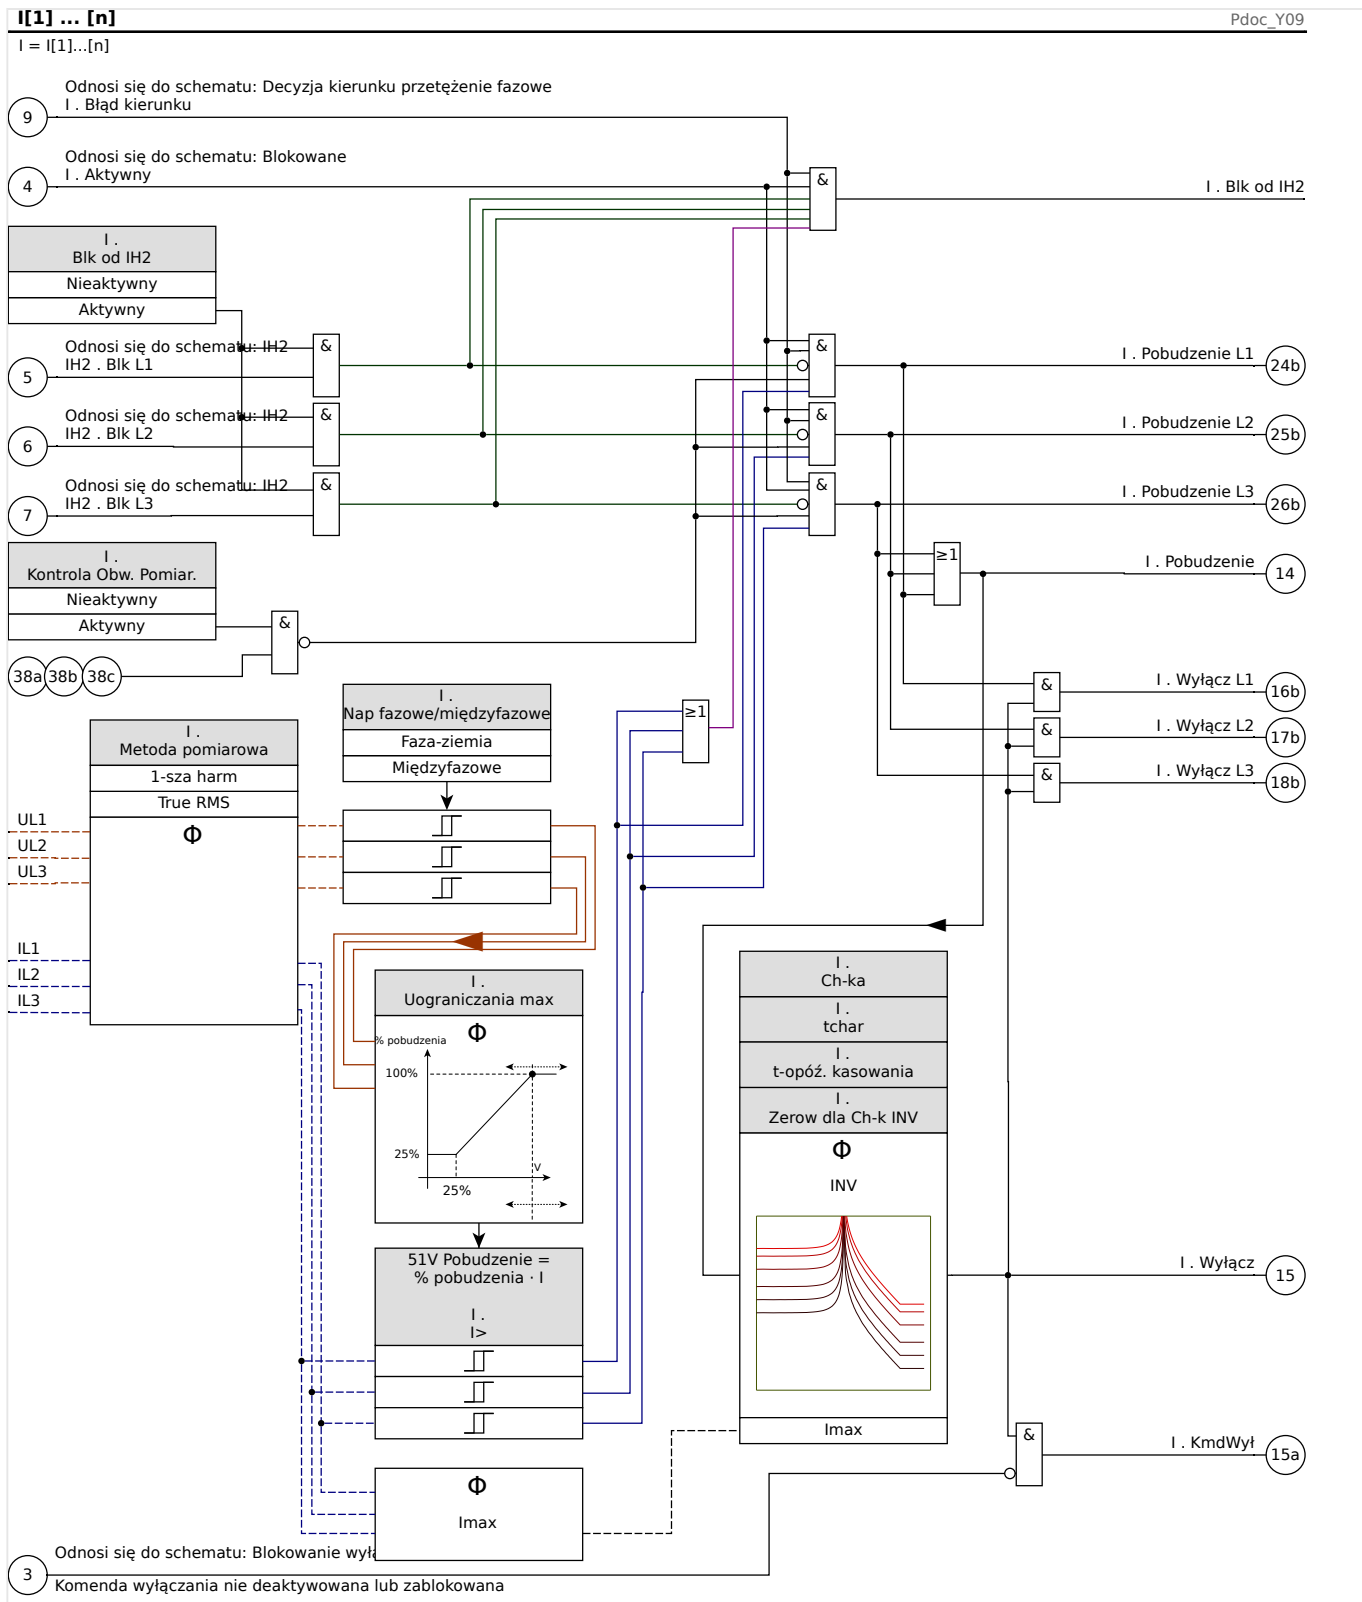 I[1] ... [n]
Pdoc_Y09
I = I[1]...[n]
Odnosi się do schematu: Decyzja kierunku przetężenie fazowe
I . Błąd kierunku
9
Odnosi się do schematu: Blokowane
I . Aktywny
4
&
I . Blk od IH2
I .
Blk od IH2
Nieaktywny
Aktywny
Odnosi się do schematu: IH2
IH2 . Blk L1
5
&
&
I . Pobudzenie L1
24b
Odnosi się do schematu: IH2
IH2 . Blk L2
6
&
&
I . Pobudzenie L2
25b
Odnosi się do schematu: IH2
IH2 . Blk L3
7
&
&
I . Pobudzenie L3
26b
I .
Kontrola Obw. Pomiar.
Nieaktywny
Aktywny
&
38a
38b
38c
≥1
I . Pobudzenie
14
&
I . Wyłącz L1
16b
&
I . Wyłącz L2
17b
&
I . Wyłącz L3
18b
I .
Nap fazowe/międzyfazowe
Faza-ziemia
Międzyfazowe
≥1
I .
Metoda pomiarowa
1-sza harm
True RMS
Φ
UL1
UL2
UL3
IL1
IL2
IL3
I .
Uograniczania max
Φ
% pobudzenia
100%
25%
V
25%
51V Pobudzenie =
% pobudzenia · I
I .
I>
Φ
Imax
I .
Ch-ka
I .
tchar
I .
t-opóź. kasowania
I .
Zerow dla Ch-k INV
Φ
INV
Imax
I . Wyłącz
15
&
I . KmdWył
15a
Odnosi się do schematu: Blokowanie wyła
3
Komenda wyłączania nie deaktywowana lub zablokowana